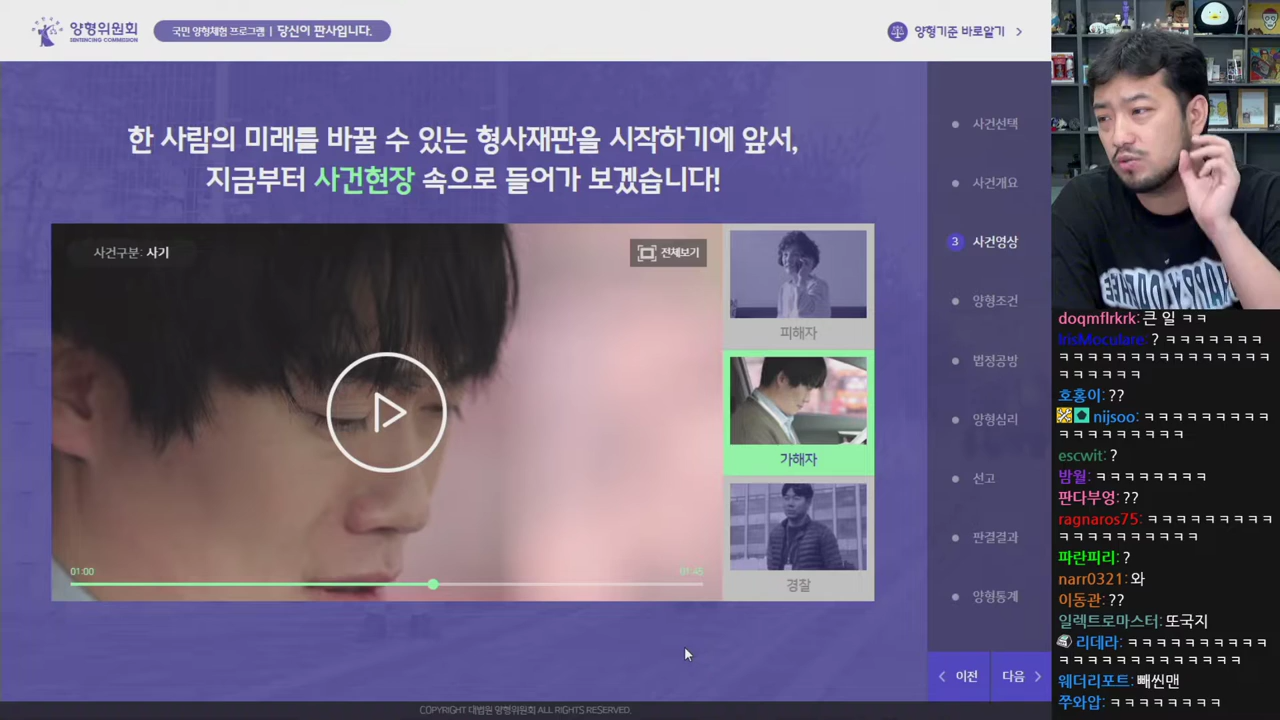 양형위원회
SENTENCING COMMISSION
국민 양형체험 프로그램 | 당신이 판사입니다.
양형기준 바로알기
한 사람의 미래를 바꿀 수 있는 형사재판을 시작하기에 앞서,
지금부터 사건현장 속으로 들어가 보겠습니다!
사건구분: 사기
전체보기
피해자
가해자
경찰
01:00
01:45
사건선택
사건개요
3 사건영상
양형조건
법정공방
양형심리
선고
판결결과
양형통계
이전
다음
COPYRIGHT 대법원 양형위원회 ALL RIGHTS RESERVED.
doqmflrkrk: 큰 일 ㅋㅋ
IrisMoculare: ? ㅋㅋㅋㅋㅋㅋㅋ
ㅋㅋㅋㅋㅋㅋㅋㅋㅋㅋㅋㅋㅋㅋㅋ
ㅋㅋㅋㅋㅋㅋ
호홍이: ??
nijsoo: ㅋㅋㅋㅋㅋㅋㅋㅋㅋ
ㅋㅋㅋㅋㅋㅋㅋㅋㅋ
escwit: ?
밤월: ㅋㅋㅋㅋㅋㅋㅋㅋ
판다부엉: ??
ragnaros75: ㅋㅋㅋㅋㅋㅋㅋㅋㅋ
ㅋㅋㅋㅋㅋㅋㅋㅋㅋㅋ
파란피리: ?
narr0321: 와
이동관: ??
일렉트로마스터: 또국지
리데라: ㅋㅋㅋㅋㅋㅋㅋㅋㅋㅋ
ㅋㅋㅋㅋㅋㅋㅋㅋㅋㅋㅋㅋㅋ
웨더리포트: 빼씬맨
쭈와압: ㅋㅋㅋㅋㅋㅋㅋㅋ